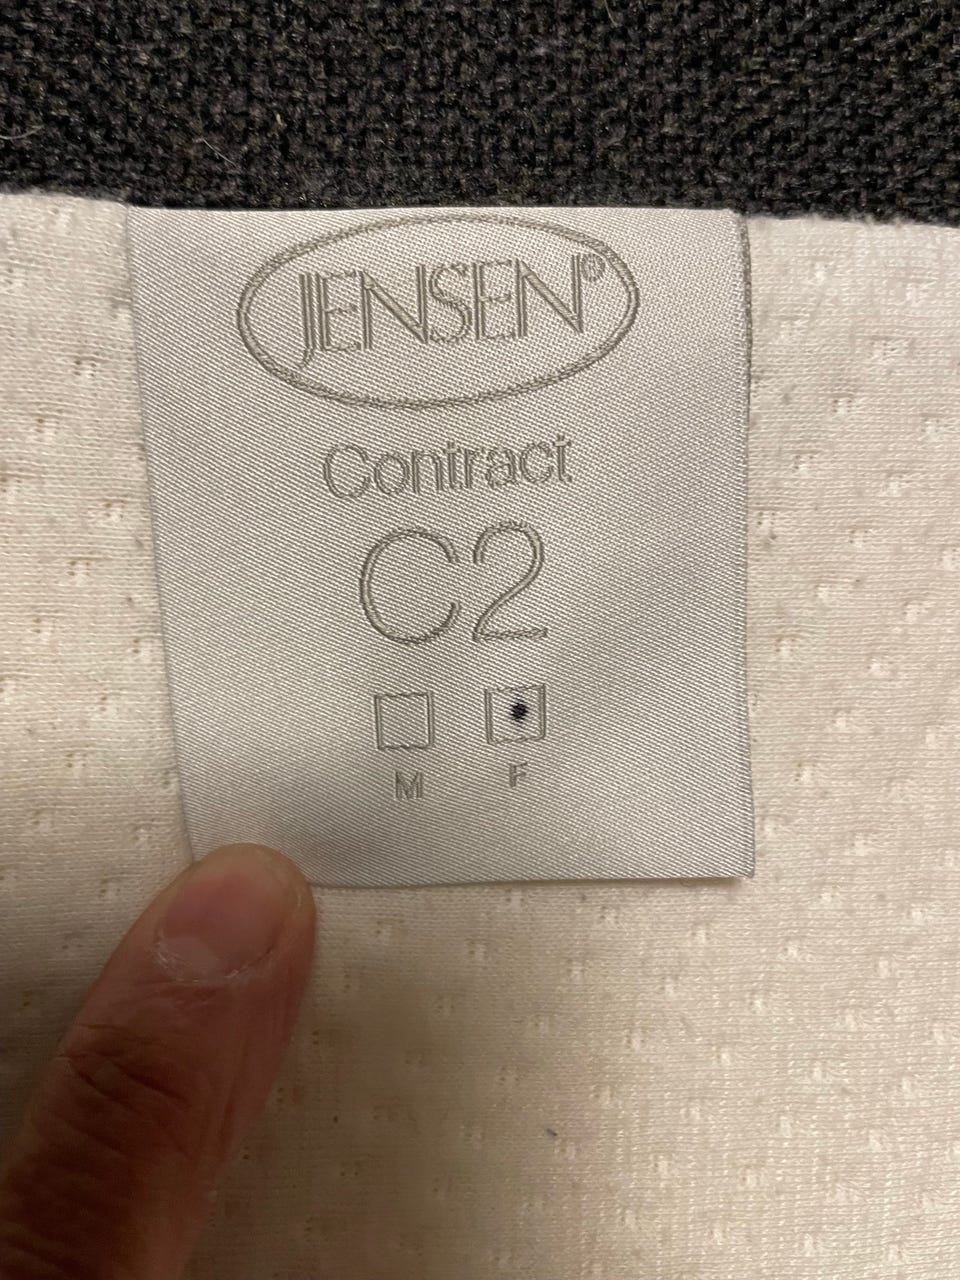 JENSEN®
Contract
C2
M F